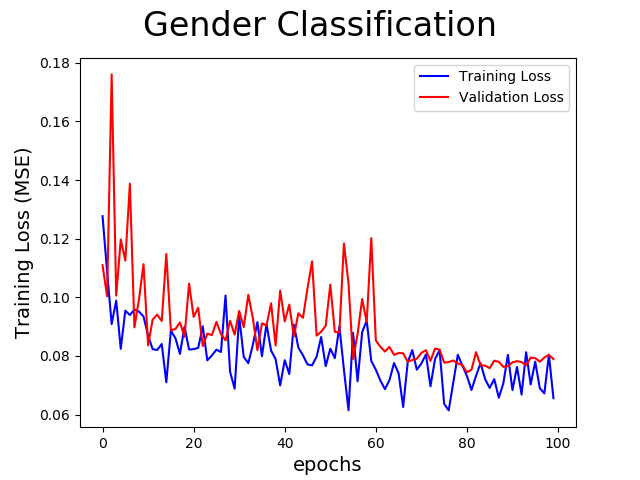 Gender Classification
Training Loss
Validation Loss
Training Loss (MSE)
0.18
0.16
0.14
0.12
0.10
0.08
0.06
0
20
40
60
80
100
epochs